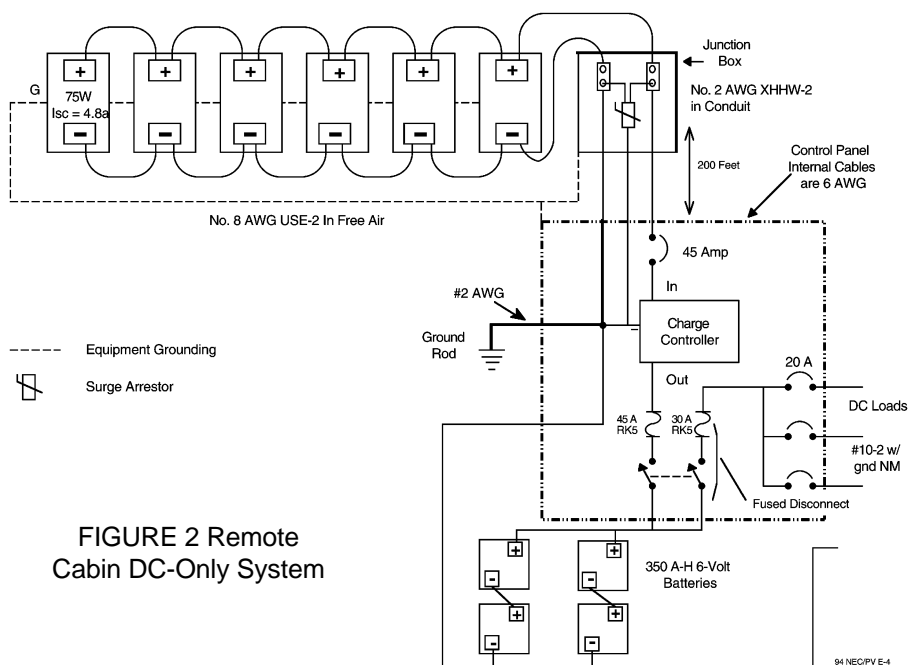 Junction
Box
G
75W
Isc = 4.8a
+
+
+
+
+
+
-
-
-
-
-
-
No. 2 AWG XHHW-2
in Conduit
200 Feet
Control Panel
Internal Cables
are 6 AWG
No. 8 AWG USE-2 In Free Air
45 Amp
In
#2 AWG
Ground
Rod
-
Charge
Controller
Equipment Grounding
Surge Arrestor
Out
20 A
DC Loads
45 A
RK5
30 A
RK5
#10-2 w/
gnd NM
Fused Disconnect
FIGURE 2 Remote
Cabin DC-Only System
+
-
+
-
+
-
+
-
350 A-H 6-Volt
Batteries
94 NEC/PV E-4